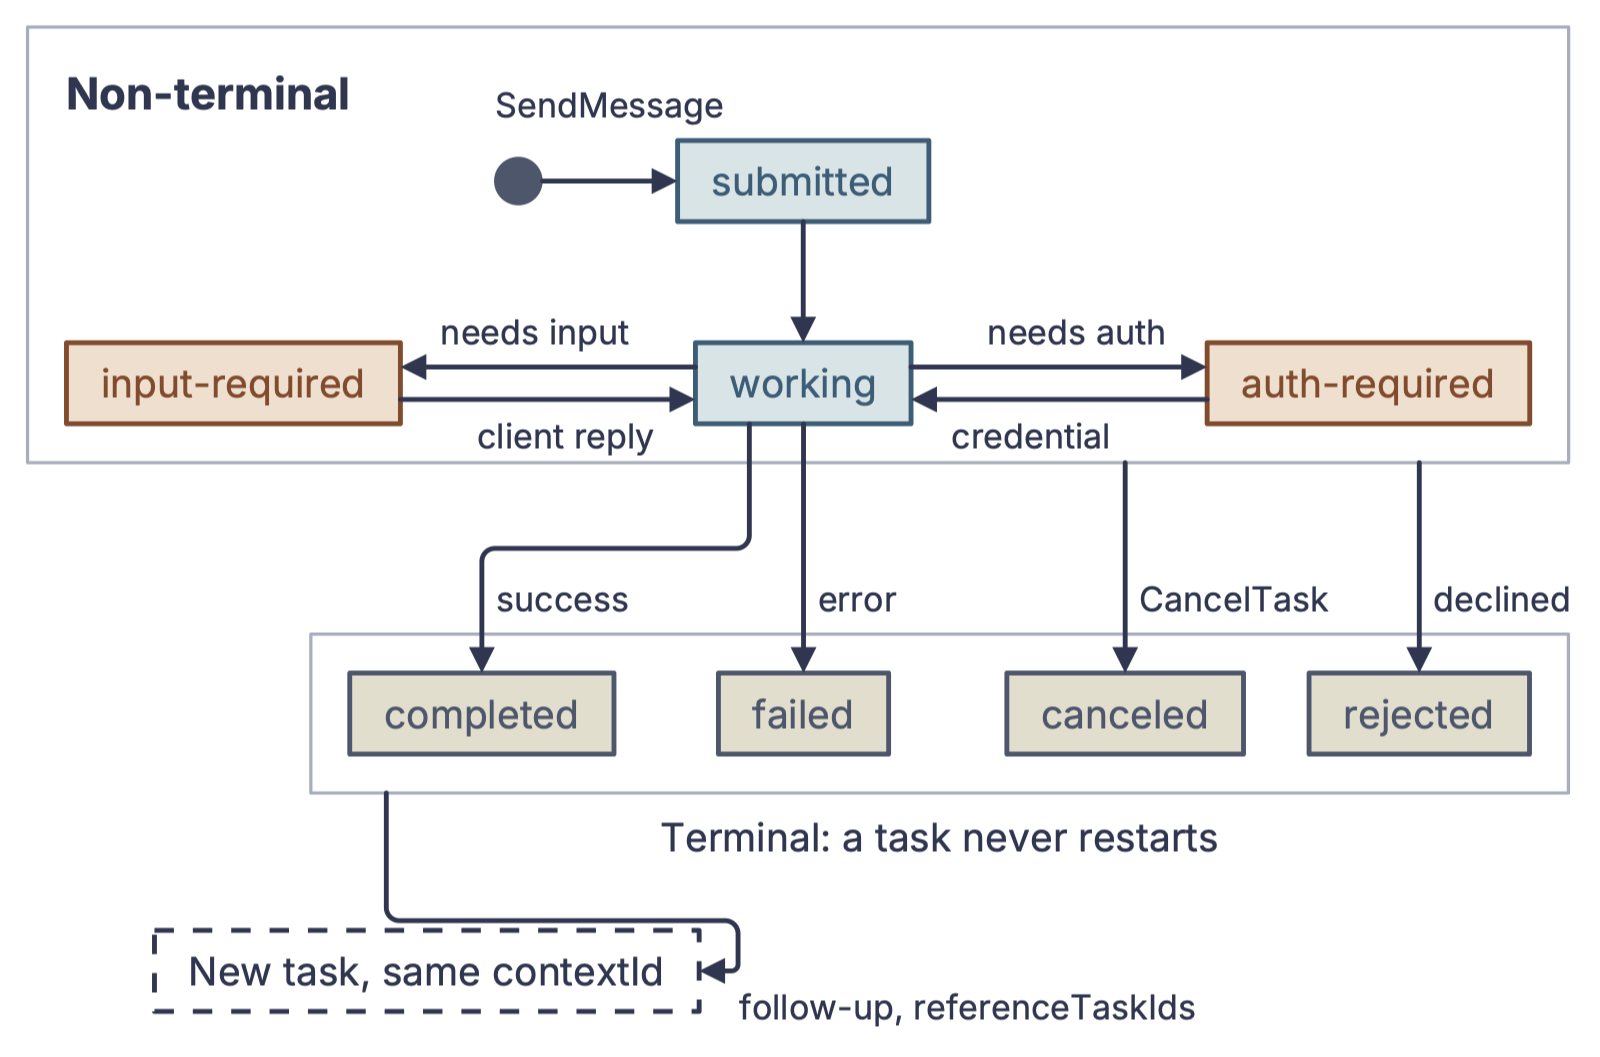 Non-terminal
SendMessage
submitted
needs input
needs auth
input-required
working
auth-required
client reply
credential
success
error
CancelTask
declined
completed
failed
canceled
rejected
Terminal: a task never restarts
New task, same contextId
follow-up, referenceTaskIds